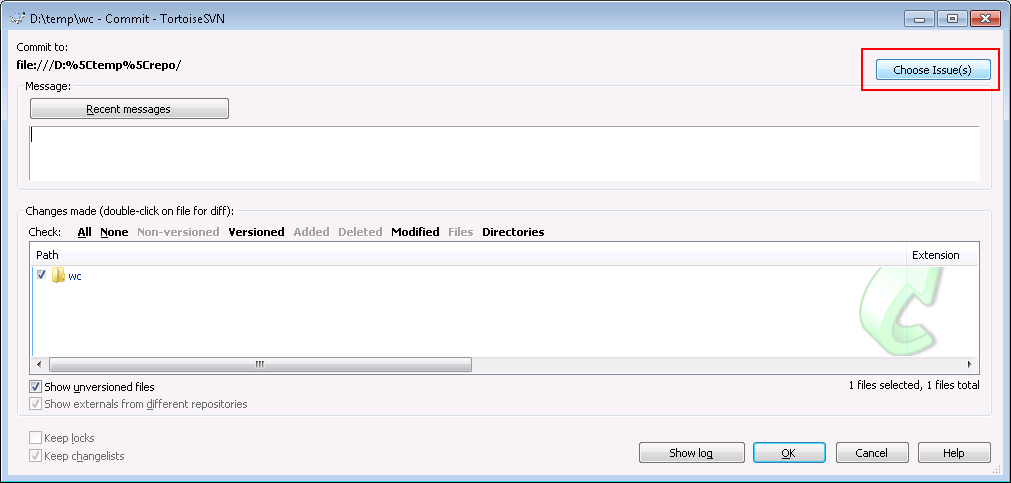 D:\temp\wc - Commit - TortoiseSVN
Commit to:
file:///D:%5Ctemp%5Crepo/
Choose Issue(s)
Message:
Recent messages
Changes made (double-click on file for diff):
Check: All None Non-versioned Versioned Added Deleted Modified Files Directories
Path Extension
wc
Show unversioned files
1 files selected, 1 files total
Show externals from different repositories
Keep locks
Keep changelists
Show log OK Cancel Help